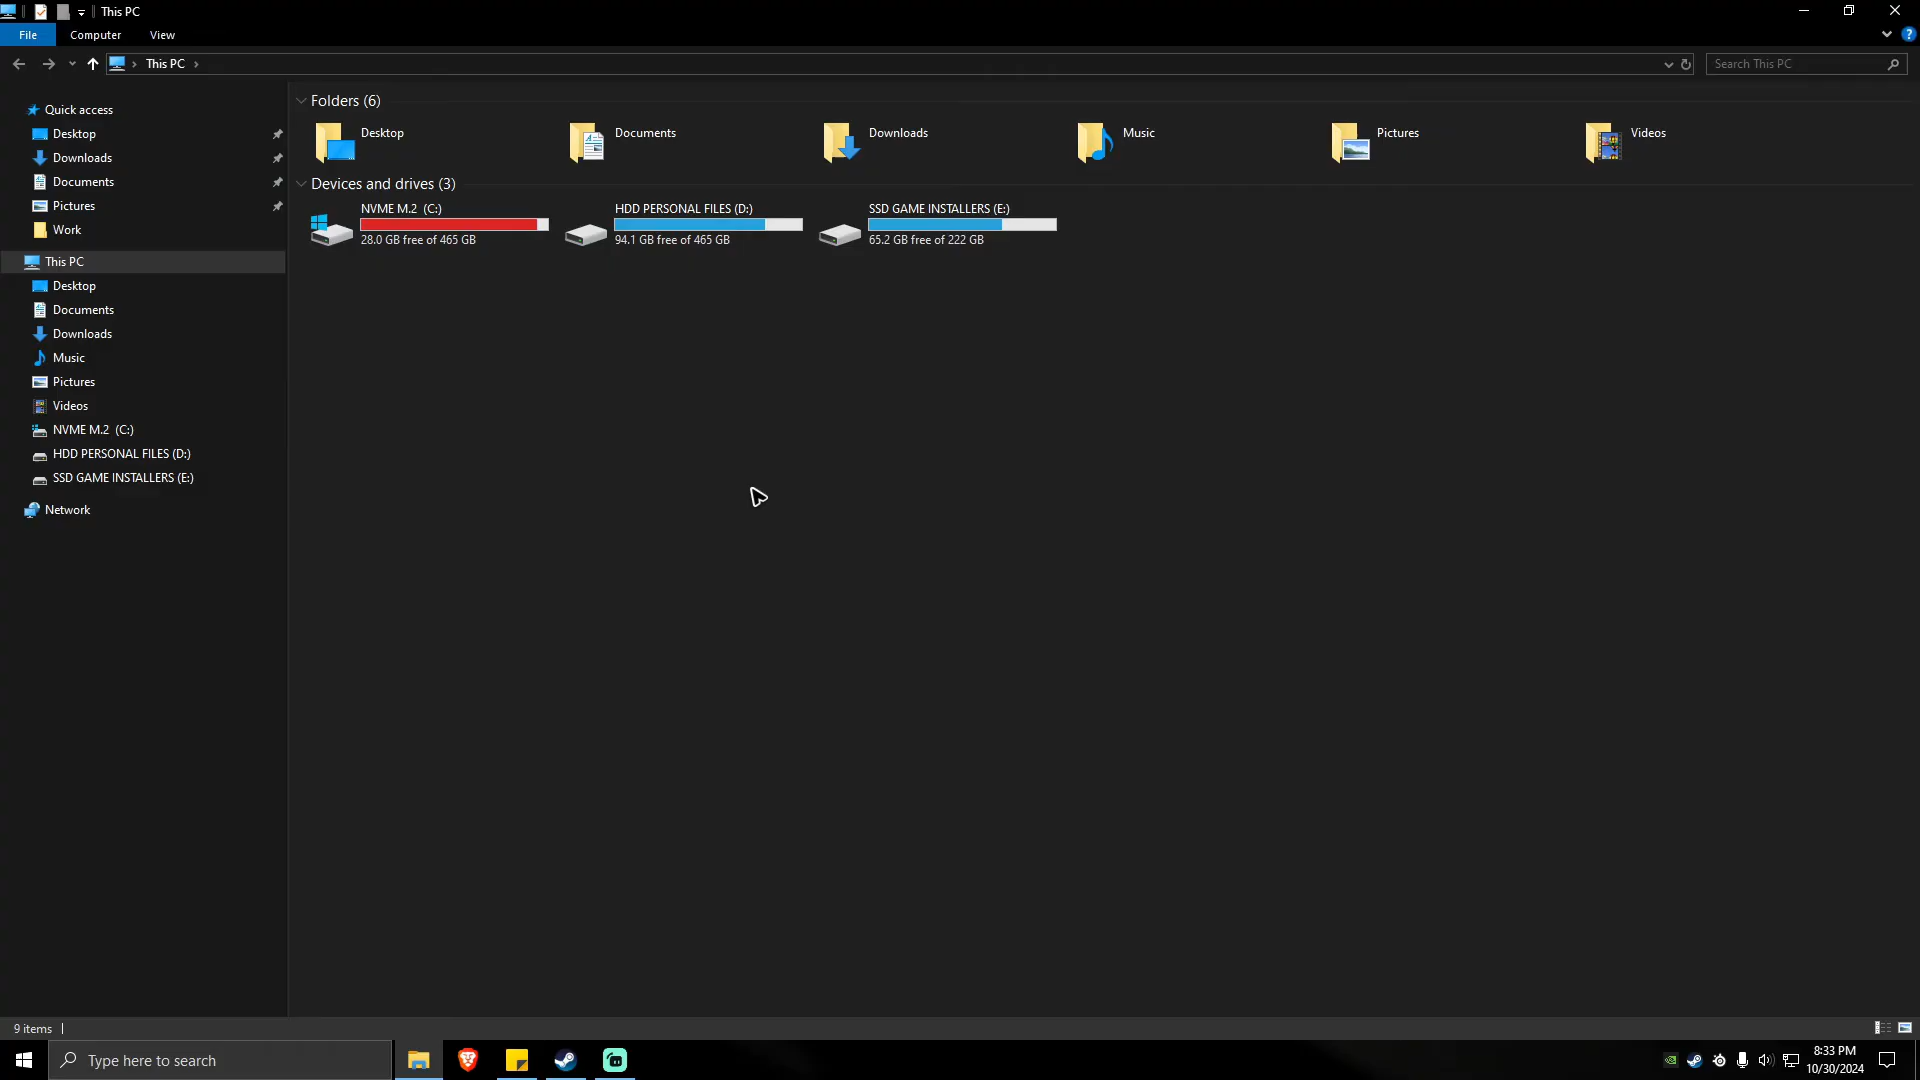 This PC
File
Computer
View
This PC
Search This PC
Quick access
Desktop
Downloads
Documents
Pictures
Work
This PC
Desktop
Documents
Downloads
Music
Pictures
Videos
NVME M.2 (C:)
HDD PERSONAL FILES (D:)
SSD GAME INSTALLERS (E:)
Network
Folders (6)
Desktop
Documents
Downloads
Music
Pictures
Videos
Devices and drives (3)
NVME M.2 (C:)
28.0 GB free of 465 GB
HDD PERSONAL FILES (D:)
94.1 GB free of 465 GB
SSD GAME INSTALLERS (E:)
65.2 GB free of 222 GB
9 items
Type here to search
8:33 PM
10/30/2024